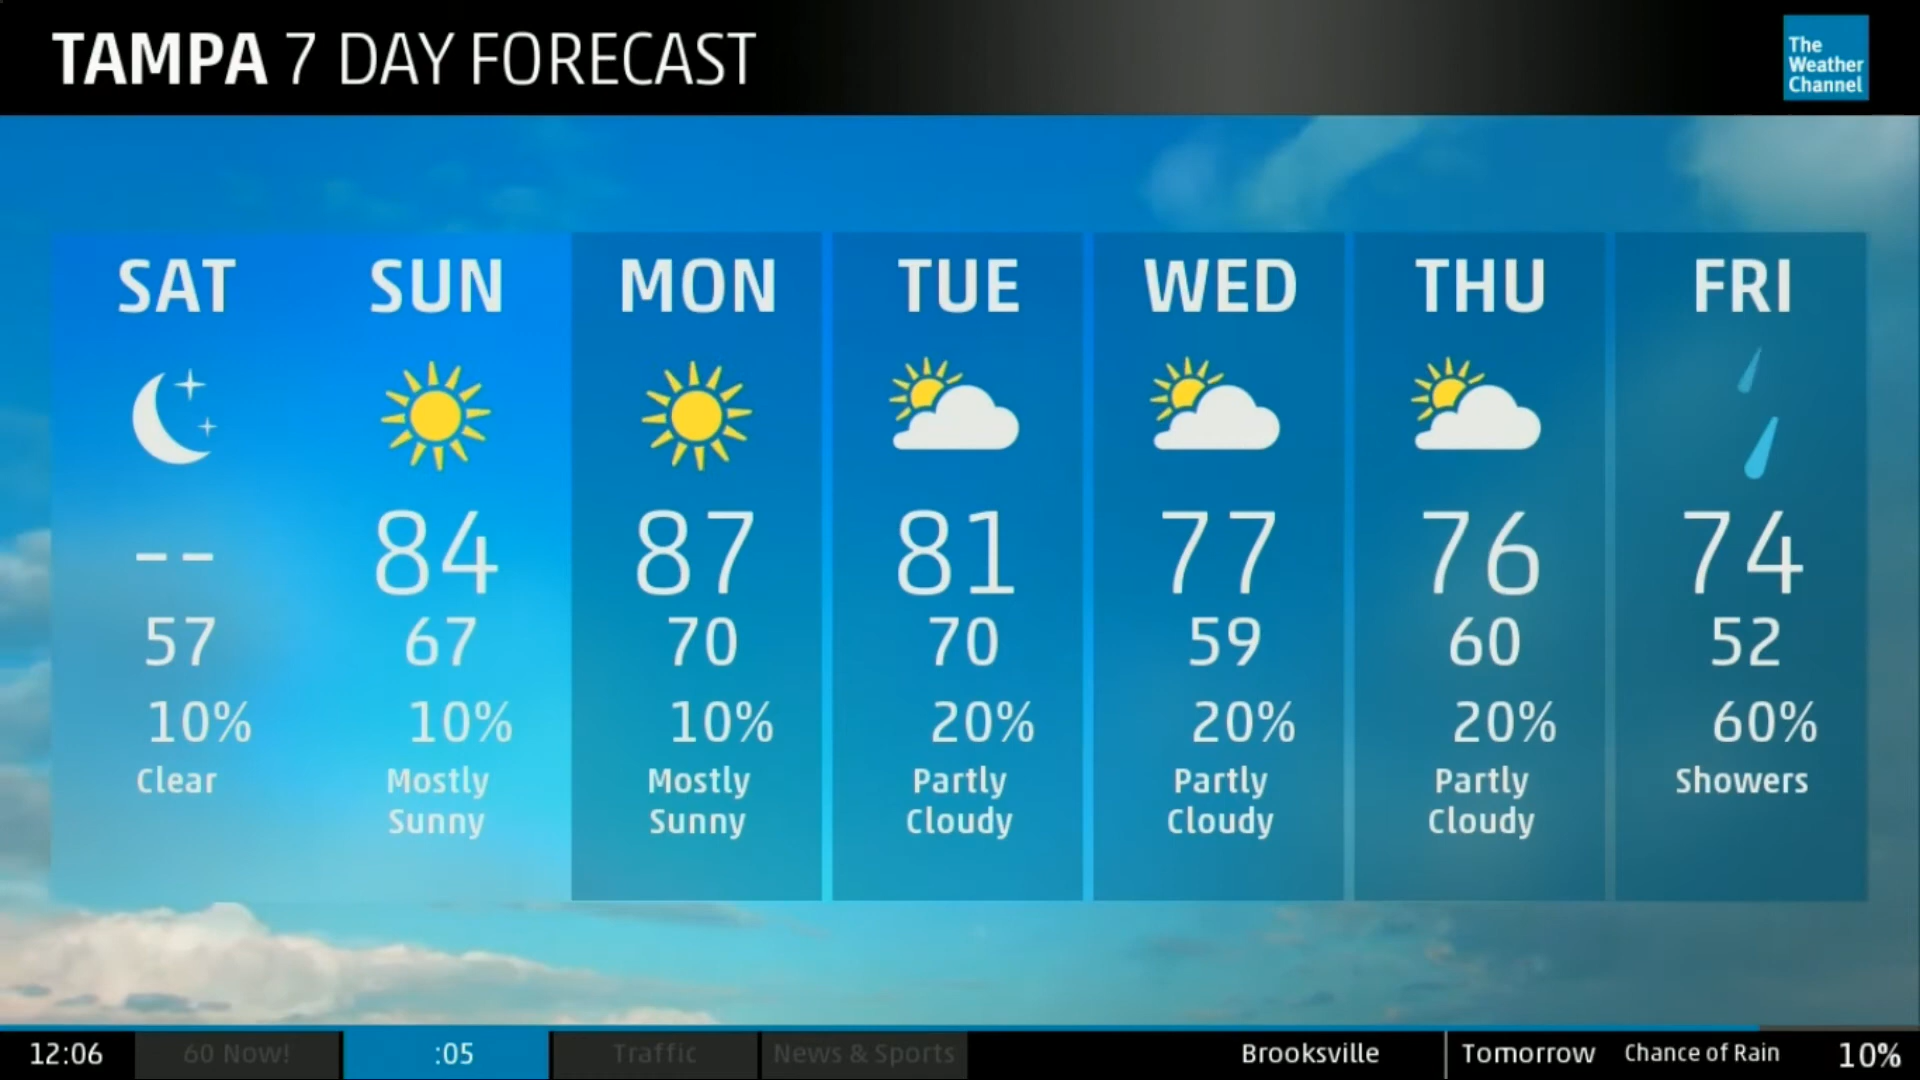 TAMPA 7 DAY FORECAST
The
Weather
Channel
SAT SUN MON TUE WED THU FRI
-- 84 87 81 77 76 74
57 67 70 70 59 60 52
10% 10% 10% 20% 20% 20% 60%
Clear Mostly Mostly Partly Partly Partly Showers
Sunny Sunny Cloudy Cloudy Cloudy
12:06 60 Now! :05 Traffic News & Sports Brooksville Tomorrow Chance of Rain 10%